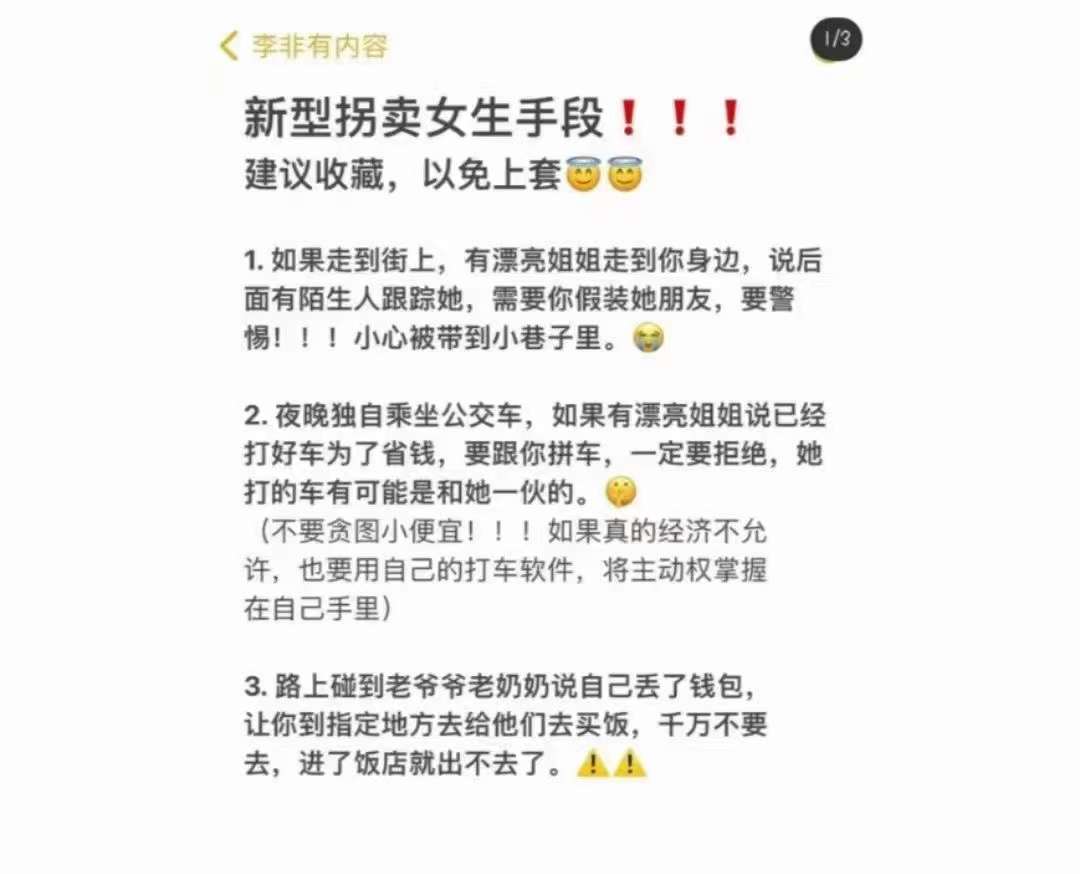 李非有内容
1/3
新型拐卖女生手段❗❗❗
建议收藏，以免上套😇😇
1. 如果走到街上，有漂亮姐姐走到你身边，说后
面有陌生人跟踪她，需要你假装她朋友，要警
惕！！！小心被带到小巷子里。😭
2. 夜晚独自乘坐公交车，如果有漂亮姐姐说已经
打好车为了省钱，要跟你拼车，一定要拒绝，她
打的车有可能是和她一伙的。🤫
（不要贪图小便宜！！！如果真的经济不允
许，也要用自己的打车软件，将主动权掌握
在自己手里）
3. 路上碰到老爷爷老奶奶说自己丢了钱包，
让你到指定地方去给他们去买饭，千万不要
去，进了饭店就出不去了。⚠️⚠️